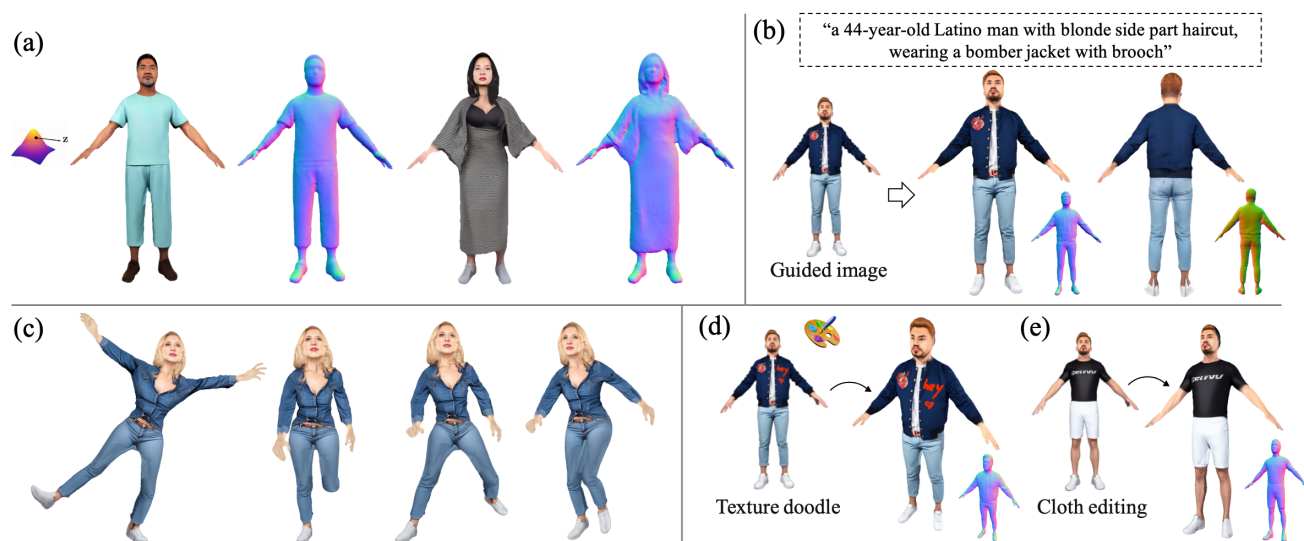 (a)
z
(b)
“a 44-year-old Latino man with blonde side part haircut,
wearing a bomber jacket with brooch”
Guided image
(c)
(d)
hey
Texture doodle
(e)
Cloth editing